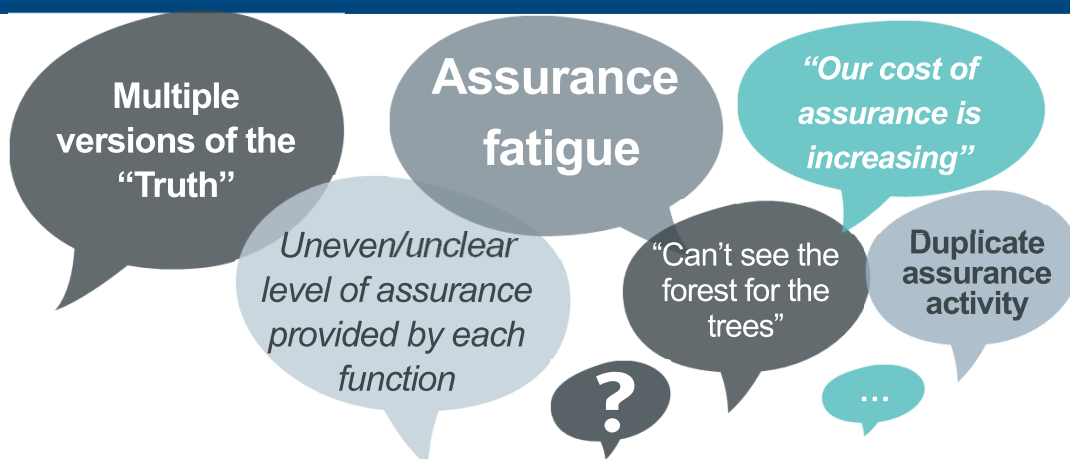 Multiple
versions of the
“Truth”
Assurance
fatigue
“Our cost of
assurance is
increasing”
Uneven/unclear
level of assurance
provided by each
function
“Can’t see the
forest for the
trees”
Duplicate
assurance
activity
?
...